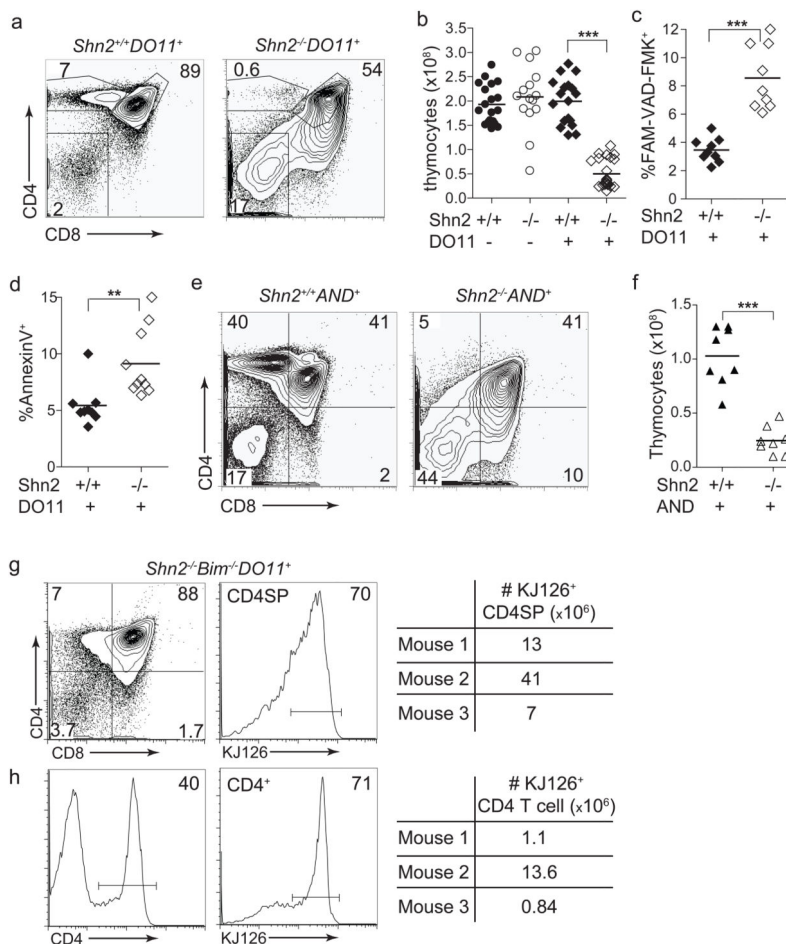 a
Shn2+/+DO11+
Shn2-/-DO11+
7
89
2
0.6
54
17
CD4
CD8
b
thymocytes (x10⁸)
3.5
3.0
2.5
2.0
1.5
1.0
0.5
0.0
***
Shn2 +/+ -/- +/+ -/-
DO11 - - + +
c
%FAM-VAD-FMK+
12
10
8
6
4
2
0
***
Shn2 +/+ -/-
DO11 + +
d
%AnnexinV+
15
10
5
0
**
Shn2 +/+ -/-
DO11 + +
e
Shn2+/+AND+
Shn2-/-AND+
40
41
17
2
5
41
44
10
CD4
CD8
f
Thymocytes (x10⁸)
1.5
1.0
0.5
0.0
***
Shn2 +/+ -/-
AND + +
g
Shn2-/-Bim-/-DO11+
7
88
3.7
1.7
CD4
CD8
CD4SP
70
KJ126
# KJ126+
CD4SP (x10⁶)
Mouse 1 13
Mouse 2 41
Mouse 3 7
h
40
CD4
CD4+
71
KJ126
# KJ126+
CD4 T cell (x10⁶)
Mouse 1 1.1
Mouse 2 13.6
Mouse 3 0.84